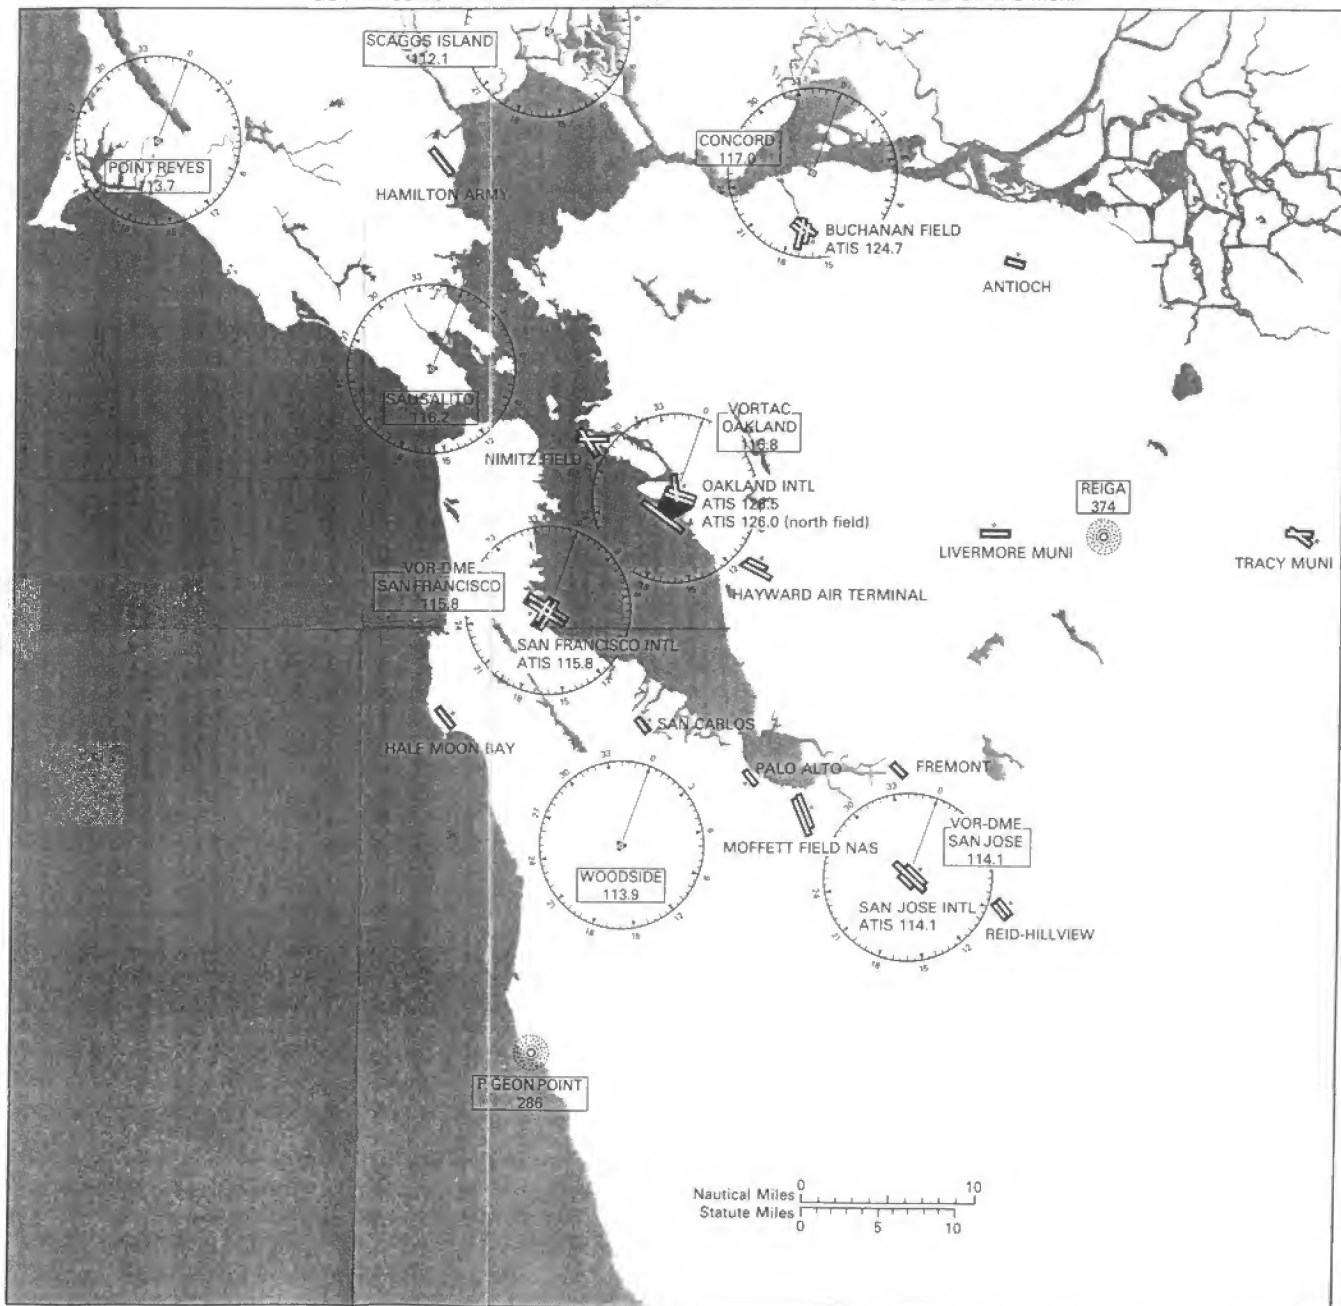 SCAGGS ISLAND
112.1
POINT REYES
113.7
HAMILTON ARMY
CONCORD
117.0
BUCHANAN FIELD
ATIS 124.7
ANTIOCH
SAUSALITO
116.2
VORTAC
OAKLAND
116.8
NIMITZ FIELD
OAKLAND INTL
ATIS 128.5
ATIS 126.0 (north field)
REIGA
374
LIVERMORE MUNI
TRACY MUNI
VOR-DME
SAN FRANCISCO
115.8
HAYWARD AIR TERMINAL
SAN FRANCISCO INTL
ATIS 115.8
HALF MOON BAY
SAN CARLOS
PALO ALTO
FREMONT
MOFFETT FIELD NAS
VOR-DME
SAN JOSE
114.1
WOODSIDE
113.9
SAN JOSE INTL
ATIS 114.1
REID-HILLVIEW
PIGEON POINT
286
Nautical Miles 0 10
Statute Miles 0 5 10